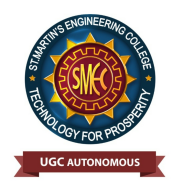 ST.MARTIN'S ENGINEERING COLLEGE
SMEC
TECHNOLOGY FOR PROSPERITY
UGC AUTONOMOUS